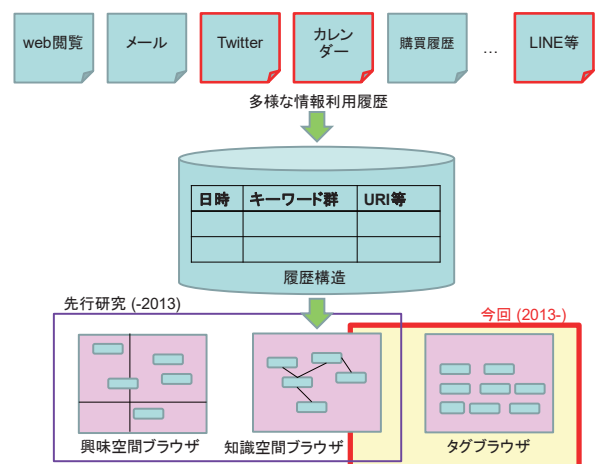 web閲覧
メール
Twitter
カレン
ダー
購買履歴
…
LINE等
多様な情報利用履歴
日時 キーワード群 URI等
履歴構造
先行研究 (-2013)
今回 (2013-)
興味空間ブラウザ
知識空間ブラウザ
タグブラウザ